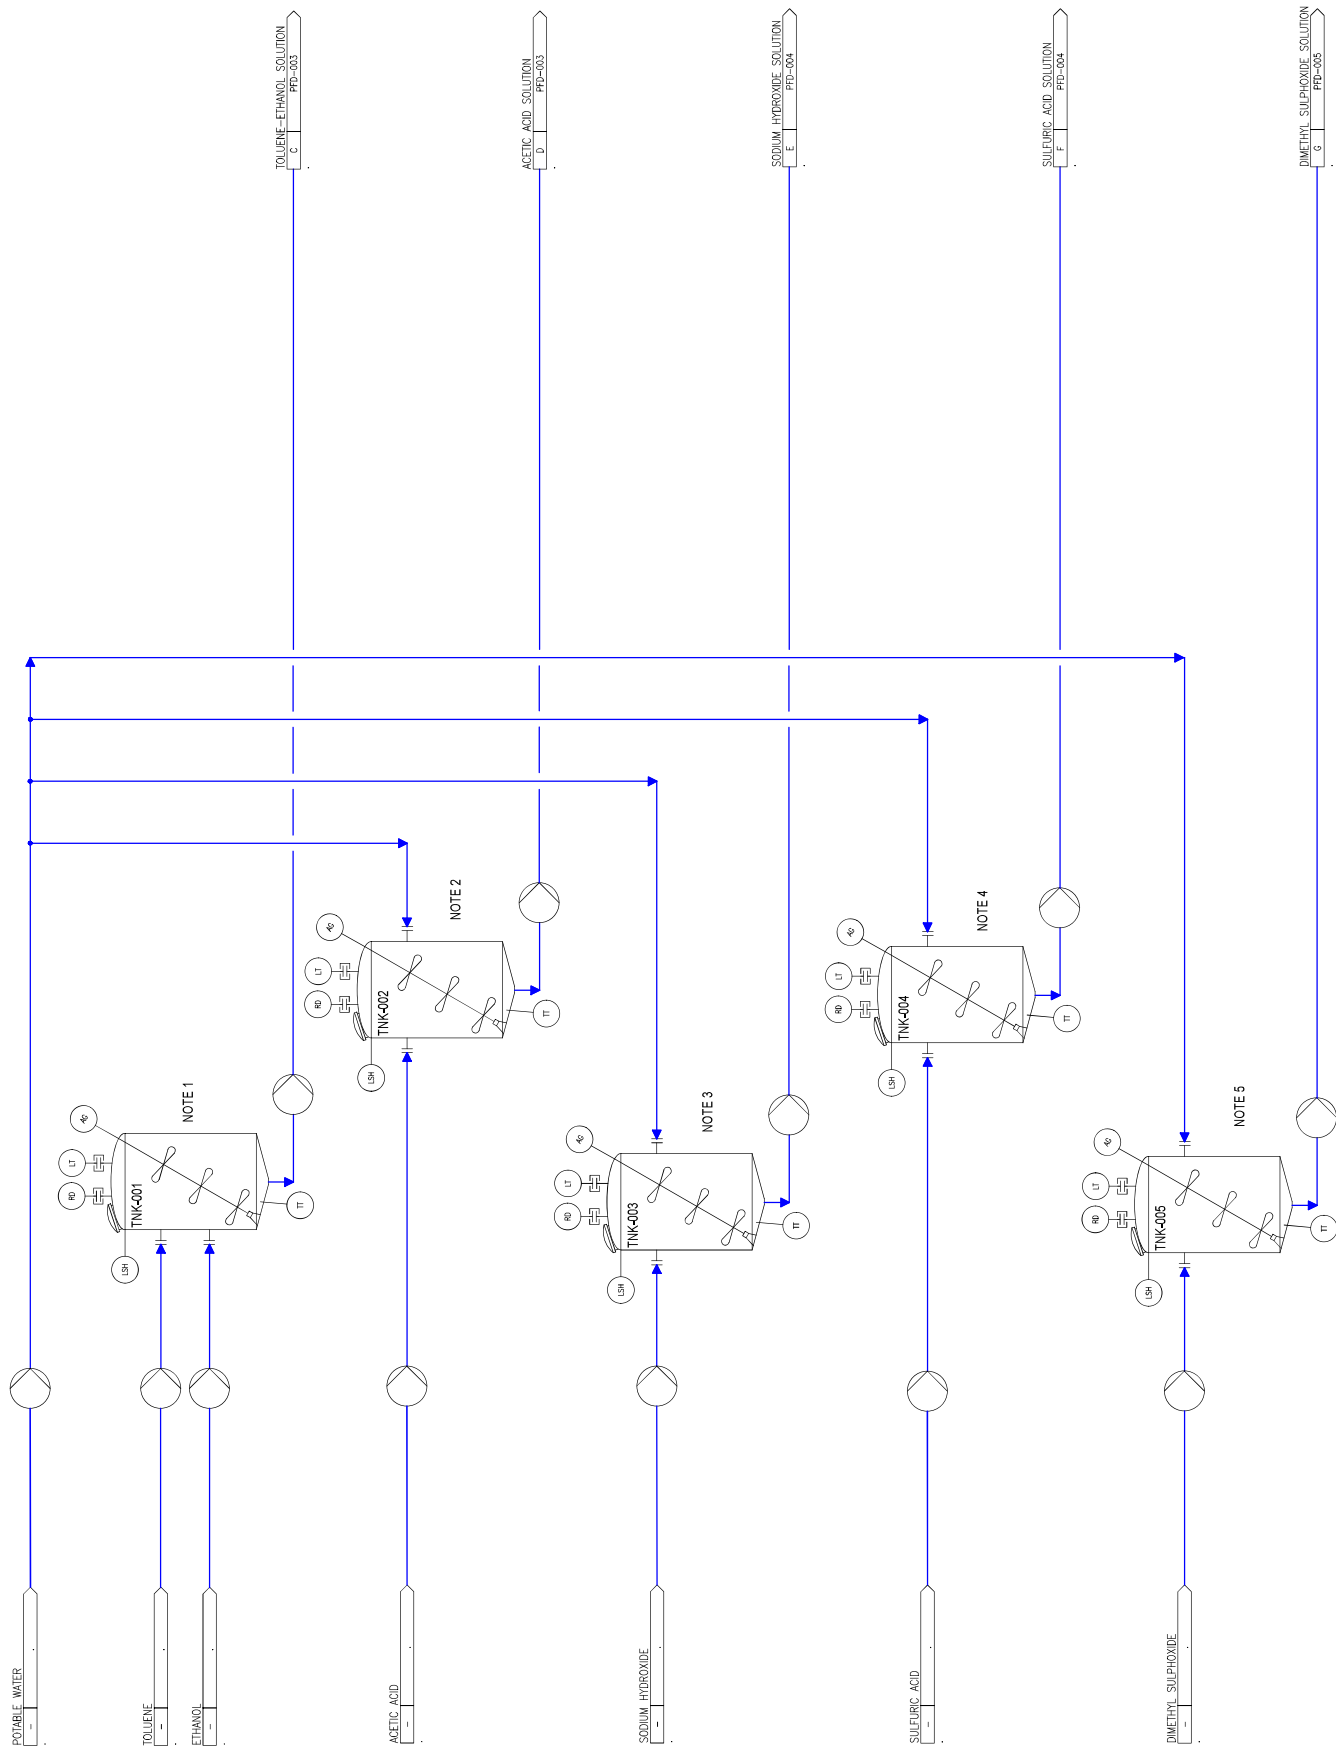 POTABLE WATER
-
TOLUENE
-
ETHANOL
-
ACETIC ACID
-
SODIUM HYDROXIDE
-
SULFURIC ACID
-
DIMETHYL SULPHOXIDE
-
TNK-001
RD
LT
AG
LSH
TT
NOTE 1
TNK-002
RD
LT
AG
LSH
TT
NOTE 2
TNK-003
RD
LT
AG
LSH
TT
NOTE 3
TNK-004
RD
LT
AG
LSH
TT
NOTE 4
TNK-005
RD
LT
AG
LSH
TT
NOTE 5
TOLUENE-ETHANOL SOLUTION
C PFD-003
ACETIC ACID SOLUTION
D PFD-003
SODIUM HYDROXIDE SOLUTION
E PFD-004
SULFURIC ACID SOLUTION
F PFD-004
DIMETHYL SULPHOXIDE SOLUTION
G PFD-005